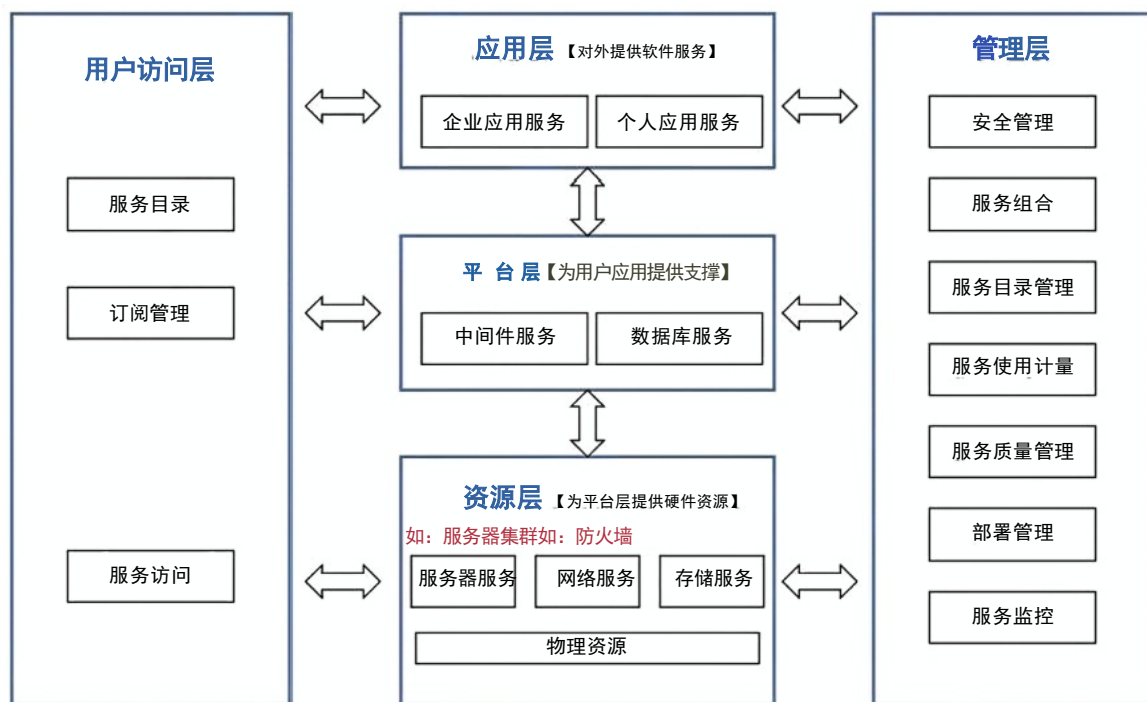 用户访问层
服务目录
订阅管理
服务访问
应用层【对外提供软件服务】
企业应用服务
个人应用服务
平 台 层【为用户应用提供支撑】
中间件服务
数据库服务
资源层【为平台层提供硬件资源】
如：服务器集群如：防火墙
服务器服务
网络服务
存储服务
物理资源
管理层
安全管理
服务组合
服务目录管理
服务使用计量
服务质量管理
部署管理
服务监控